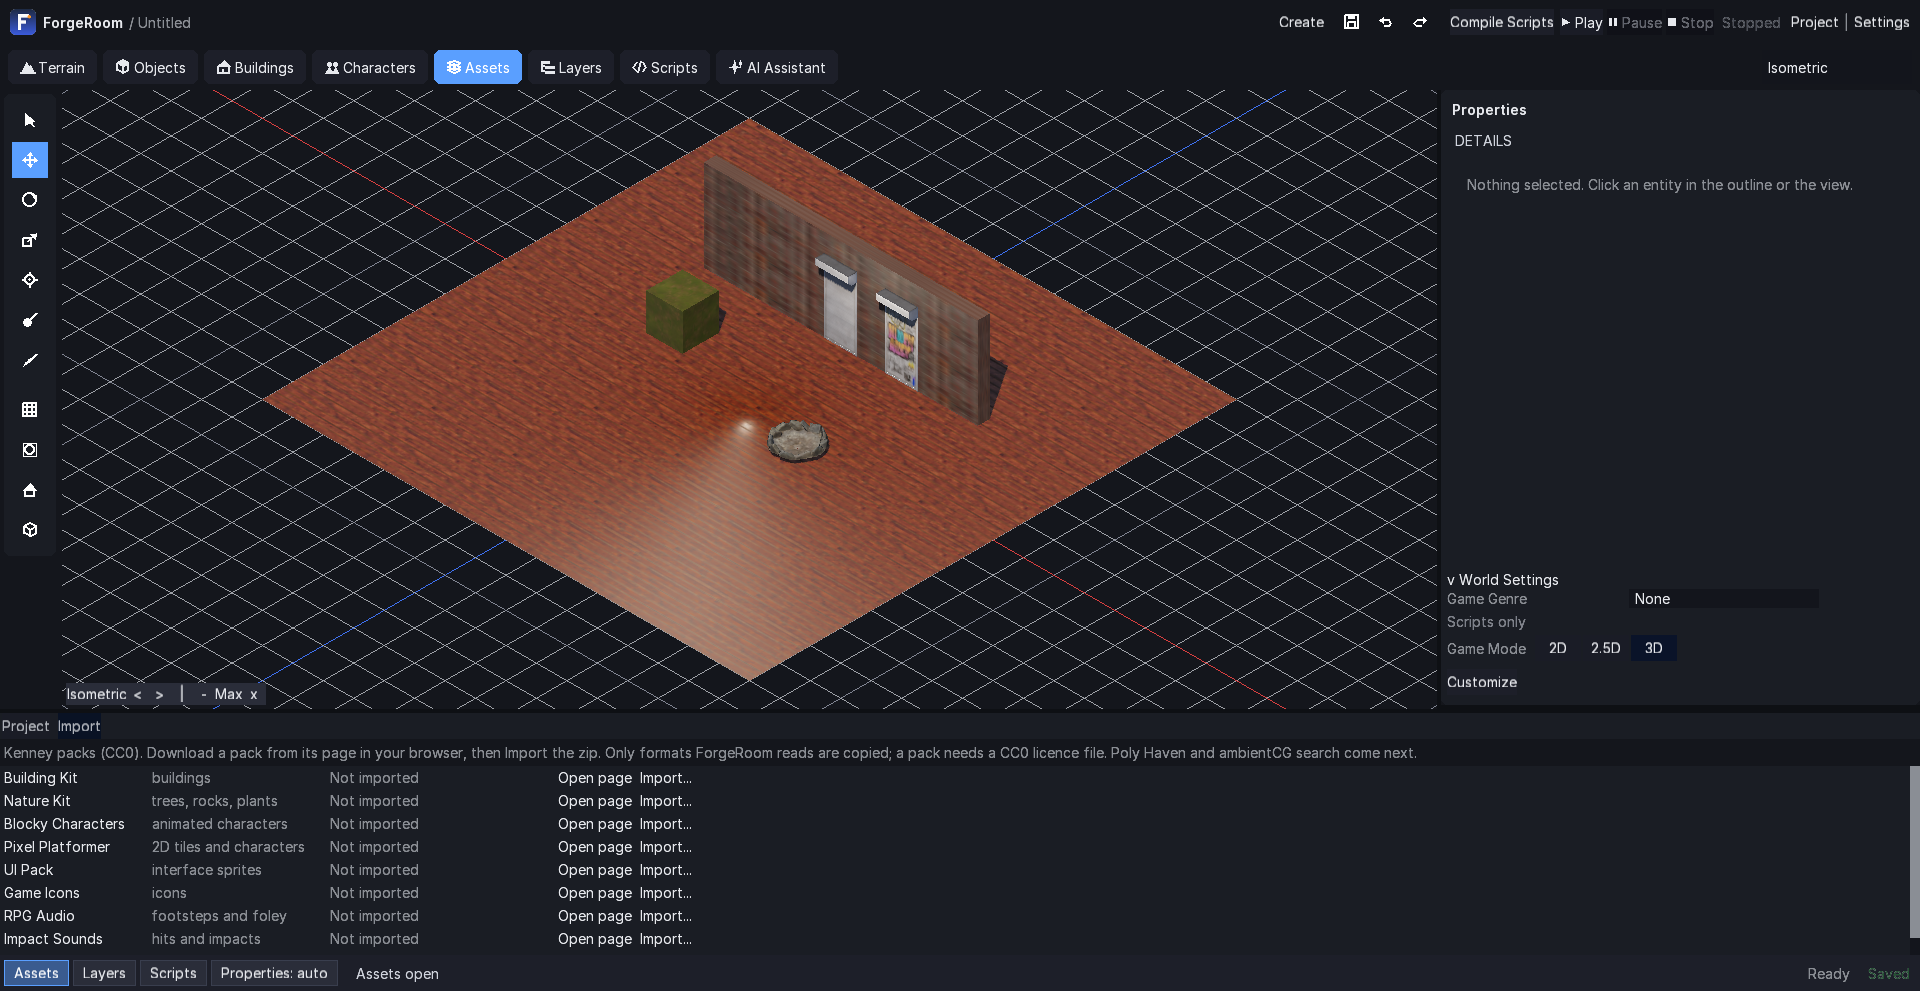 ForgeRoom / Untitled
Create Compile Scripts Play Pause Stop Stopped Project | Settings
Terrain Objects Buildings Characters Assets Layers Scripts AI Assistant Isometric
Properties
DETAILS
Nothing selected. Click an entity in the outline or the view.
v World Settings
Game Genre None
Scripts only
Game Mode 2D 2.5D 3D
Customize
Isometric < > | - Max x
Project Import
Kenney packs (CC0). Download a pack from its page in your browser, then Import the zip. Only formats ForgeRoom reads are copied; a pack needs a CC0 licence file. Poly Haven and ambientCG search come next.
Building Kit buildings Not imported Open page Import...
Nature Kit trees, rocks, plants Not imported Open page Import...
Blocky Characters animated characters Not imported Open page Import...
Pixel Platformer 2D tiles and characters Not imported Open page Import...
UI Pack interface sprites Not imported Open page Import...
Game Icons icons Not imported Open page Import...
RPG Audio footsteps and foley Not imported Open page Import...
Impact Sounds hits and impacts Not imported Open page Import...
Assets Layers Scripts Properties: auto Assets open Ready Saved